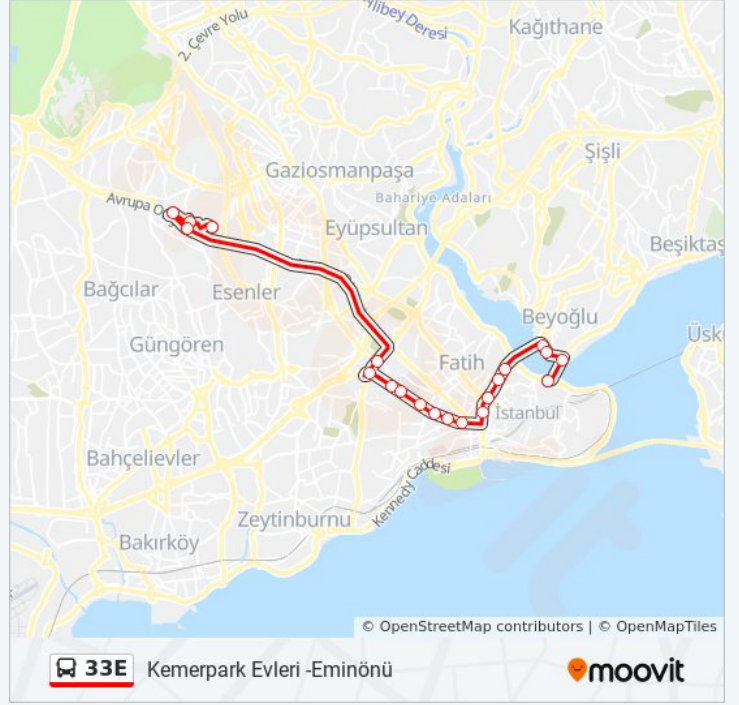 Alibey Deresi
Kağıthane
2. Çevre Yolu
Şişli
Gaziosmanpaşa
Bahariye Adaları
Avrupa O
Eyüpsultan
Beşiktaş
Bağcılar
Esenler
Beyoğlu
Üsk
Güngören
Fatih
İstanbul
Bahçelievler
Kennedy Caddesi
Zeytinburnu
Bakırköy
© OpenStreetMap contributors | © OpenMapTiles
33E Kemerpark Evleri -Eminönü
moovit